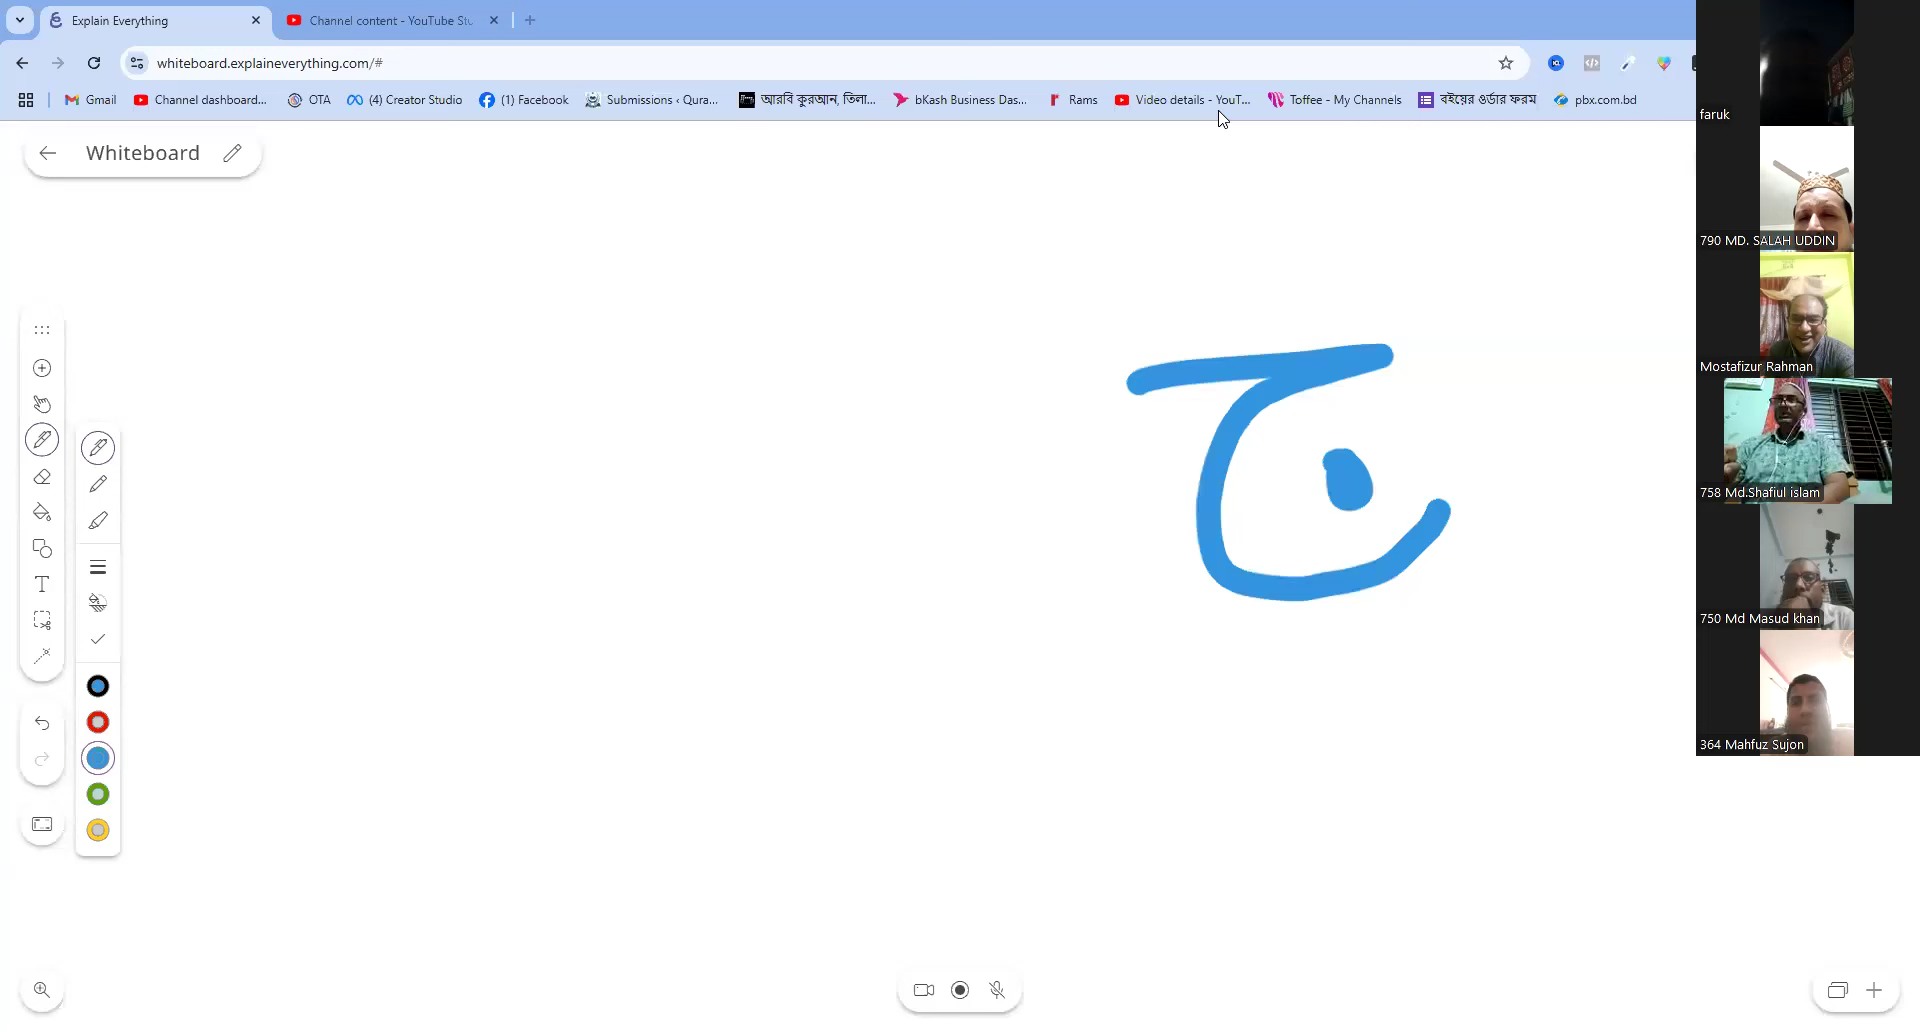 Explain Everything
Channel content - YouTube Stu
whiteboard.explaineverything.com/#
Gmail
Channel dashboard...
OTA
(4) Creator Studio
(1) Facebook
Submissions ‹ Qura...
আরবি কুরআন, তিলা...
bKash Business Das...
Rams
Video details - YouT...
Toffee - My Channels
বইয়ের ওর্ডার ফরম
pbx.com.bd
faruk
Whiteboard
790 MD. SALAH UDDIN
Mostafizur Rahman
ج
758 Md.Shafiul islam
T
750 Md Masud khan
364 Mahfuz Sujon